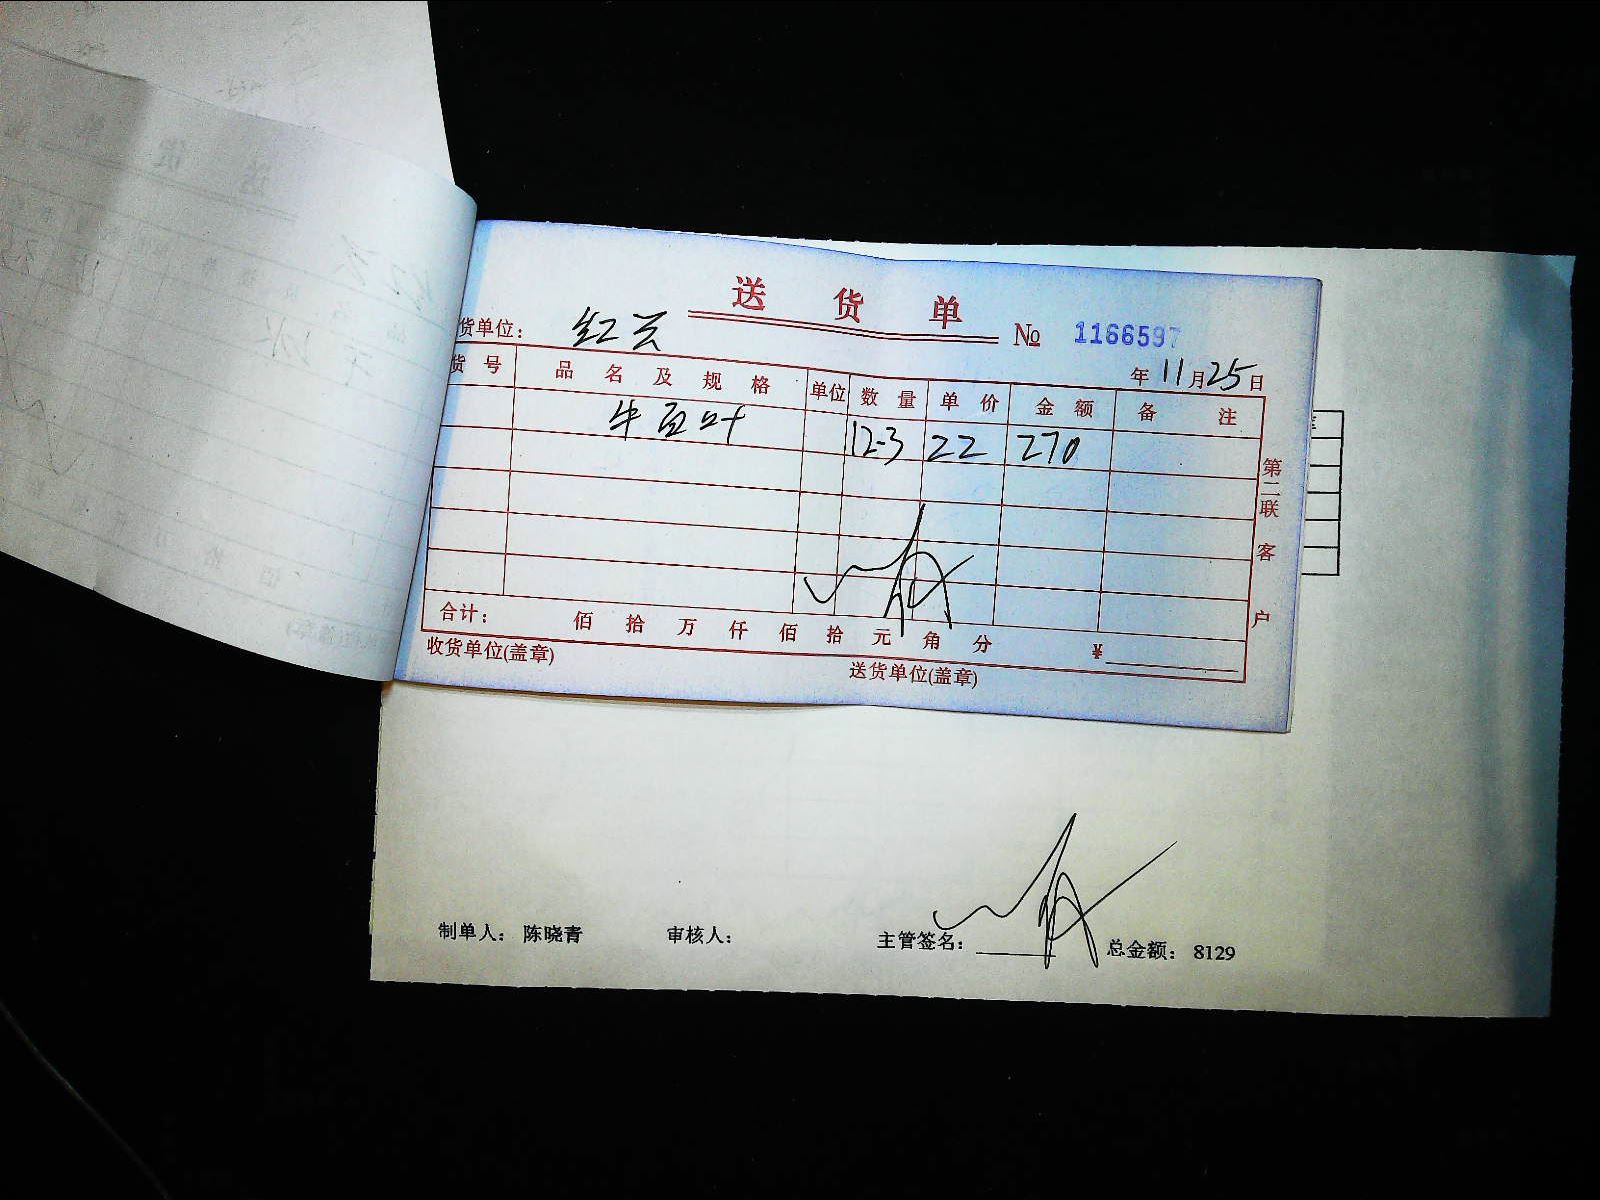 送 货 单
货单位: 红云
№ 1166597
年 11 月 25 日
货号 品名及规格 单位 数量 单价 金额 备注
牛百叶 12-3 22 270
第二联 客户
合计: 佰 拾 万 仟 佰 拾 元 角 分 ¥
收货单位(盖章) 送货单位(盖章)
制单人: 陈晓青 审核人: 主管签名: 总金额: 8129